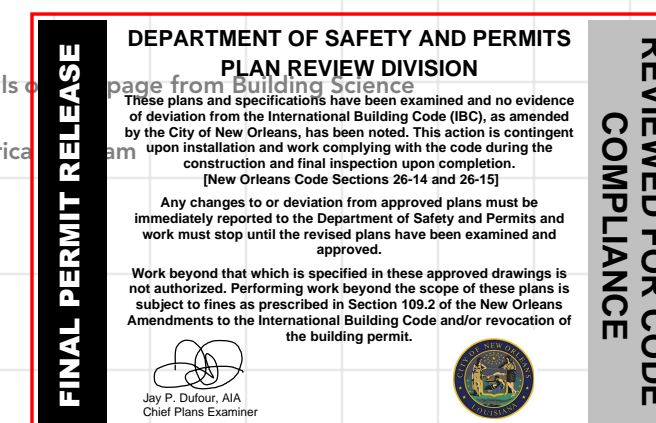 FINAL PERMIT RELEASE
DEPARTMENT OF SAFETY AND PERMITS
PLAN REVIEW DIVISION
page from Building Science
These plans and specifications have been examined and no evidence
of deviation from the International Building Code (IBC), as amended
by the City of New Orleans, has been noted. This action is contingent
upon installation and work complying with the code during the
construction and final inspection upon completion.
[New Orleans Code Sections 26-14 and 26-15]
Any changes to or deviation from approved plans must be
immediately reported to the Department of Safety and Permits and
work must stop until the revised plans have been examined and
approved.
Work beyond that which is specified in these approved drawings is
not authorized. Performing work beyond the scope of these plans is
subject to fines as prescribed in Section 109.2 of the New Orleans
Amendments to the International Building Code and/or revocation of
the building permit.
Jay P. Dufour, AIA
Chief Plans Examiner
CITY OF NEW ORLEANS
LOUISIANA
REVIEWED FOR CODE
COMPLIANCE